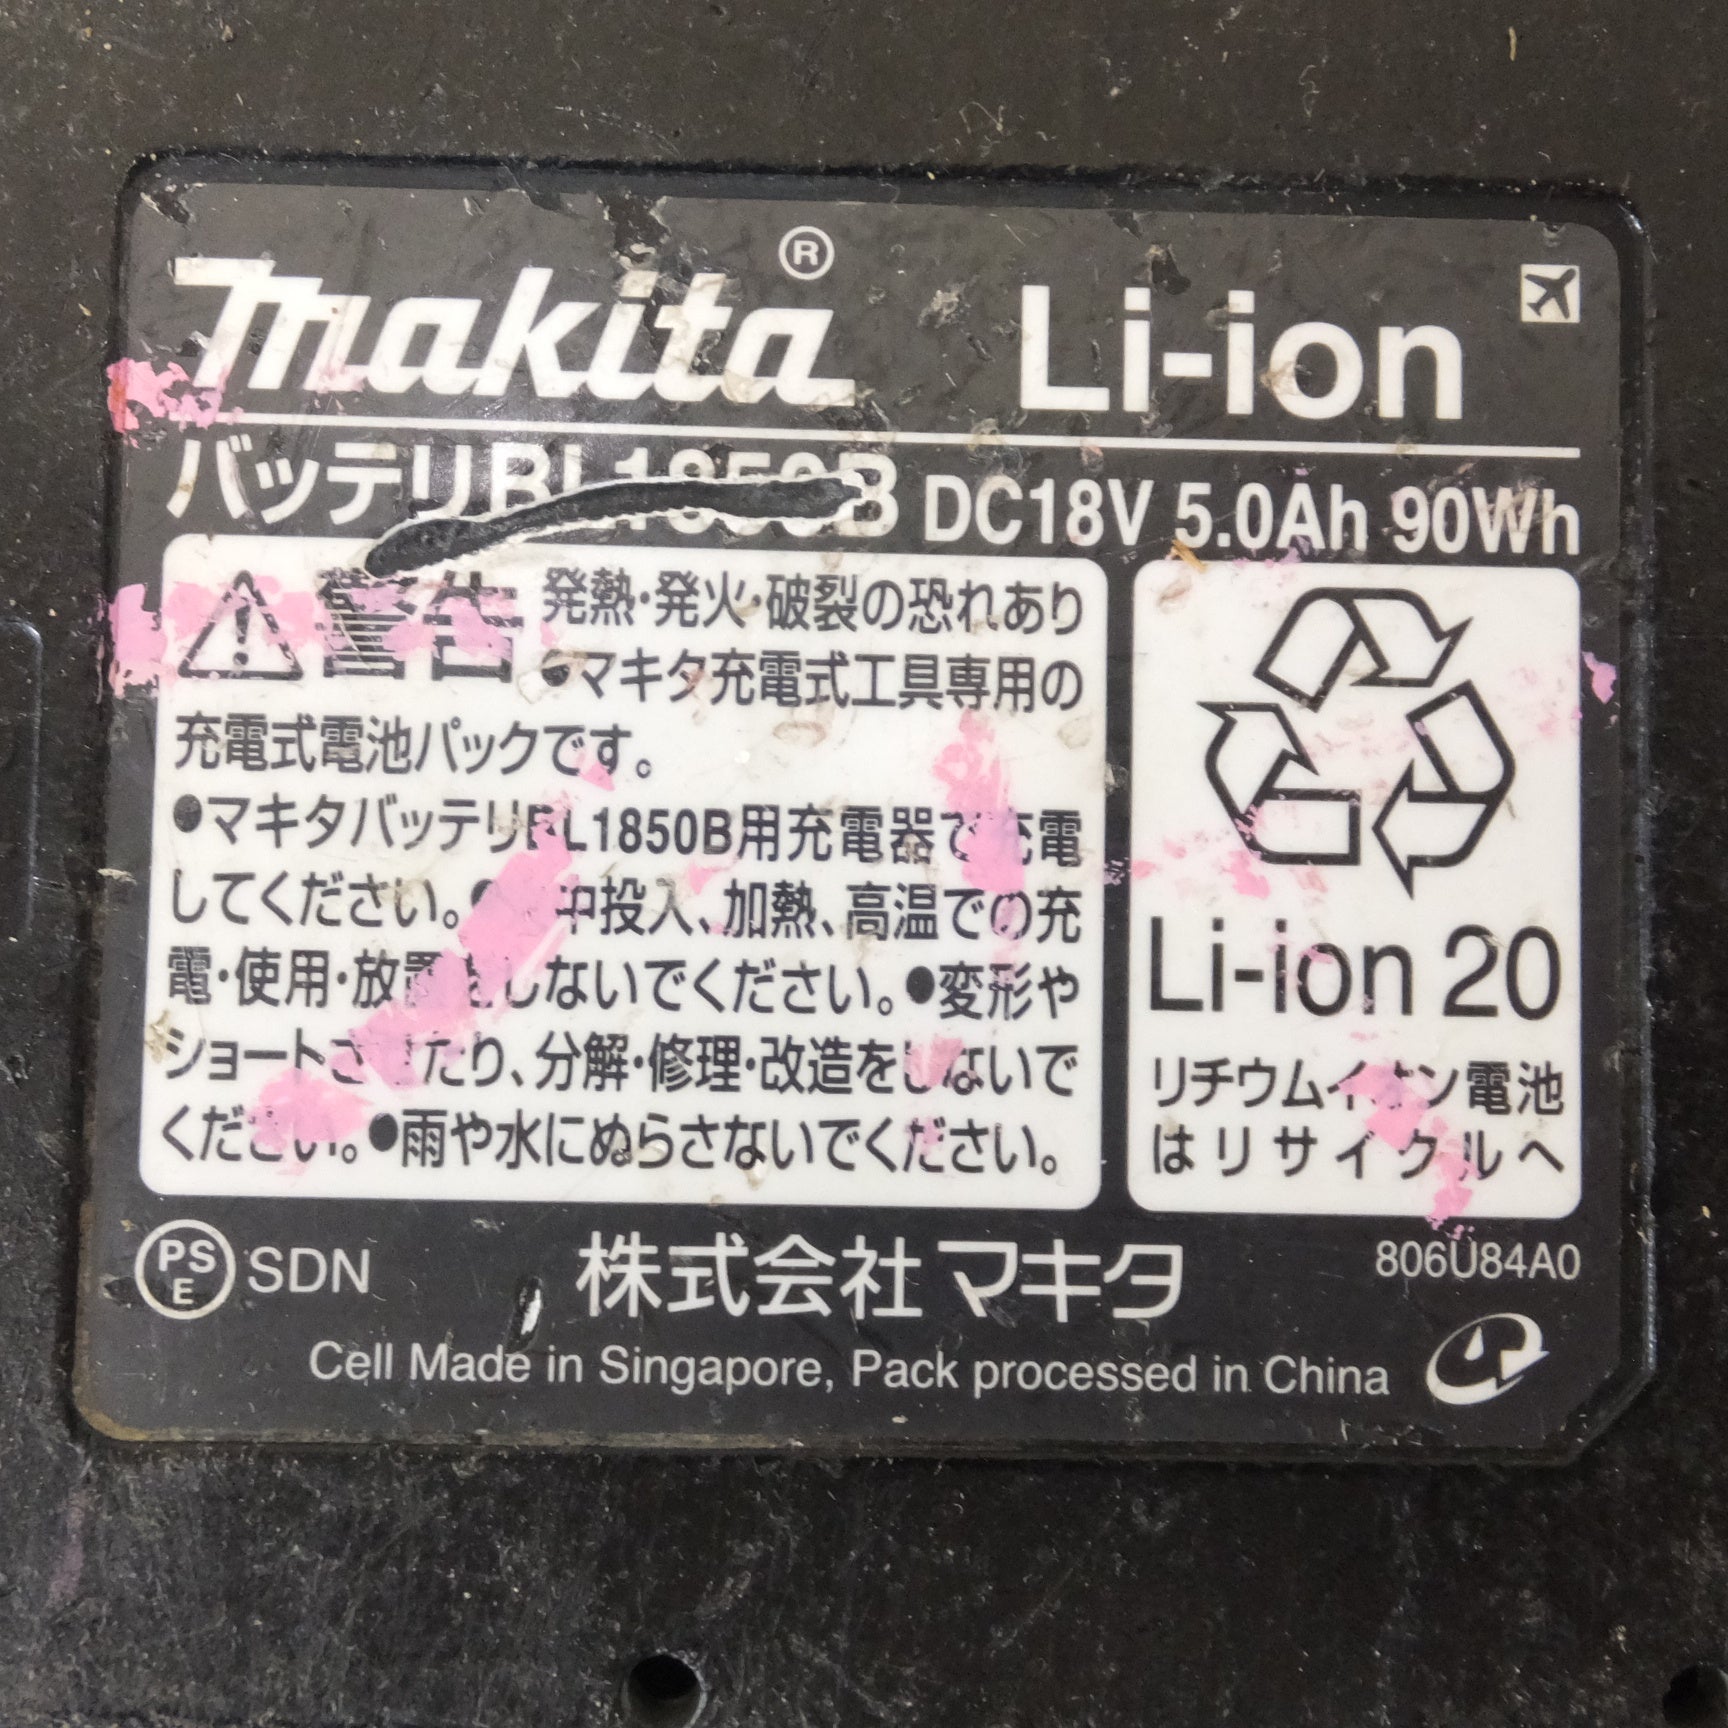 makita® Li-ion
バッテリBL1850B DC18V 5.0Ah 90Wh
警告 発熱・発火・破裂の恐れあり
●マキタ充電式工具専用の
充電式電池パックです。
●マキタバッテリBL1850B用充電器で充電
してください。●火中投入、加熱、高温での充
電・使用・放置をしないでください。●変形や
ショートさせたり、分解・修理・改造をしないで
ください。●雨や水にぬらさないでください。
Li-ion 20
リチウムイオン電池
はリサイクルへ
PSE SDN 株式会社マキタ 806U84A0
Cell Made in Singapore, Pack processed in China